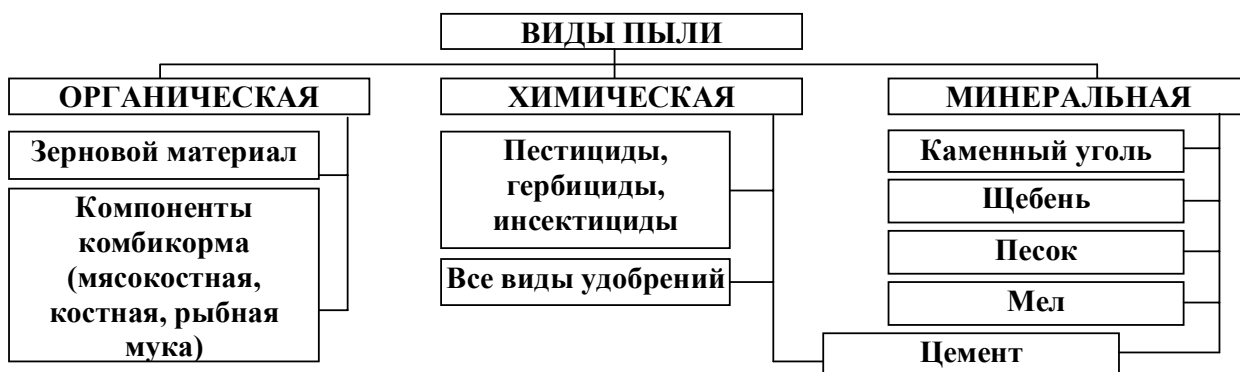 ВИДЫ ПЫЛИ
ОРГАНИЧЕСКАЯ
Зерновой материал
Компоненты
комбикорма
(мясокостная,
костная, рыбная
мука)
ХИМИЧЕСКАЯ
Пестициды,
гербициды,
инсектициды
Все виды удобрений
МИНЕРАЛЬНАЯ
Каменный уголь
Щебень
Песок
Мел
Цемент